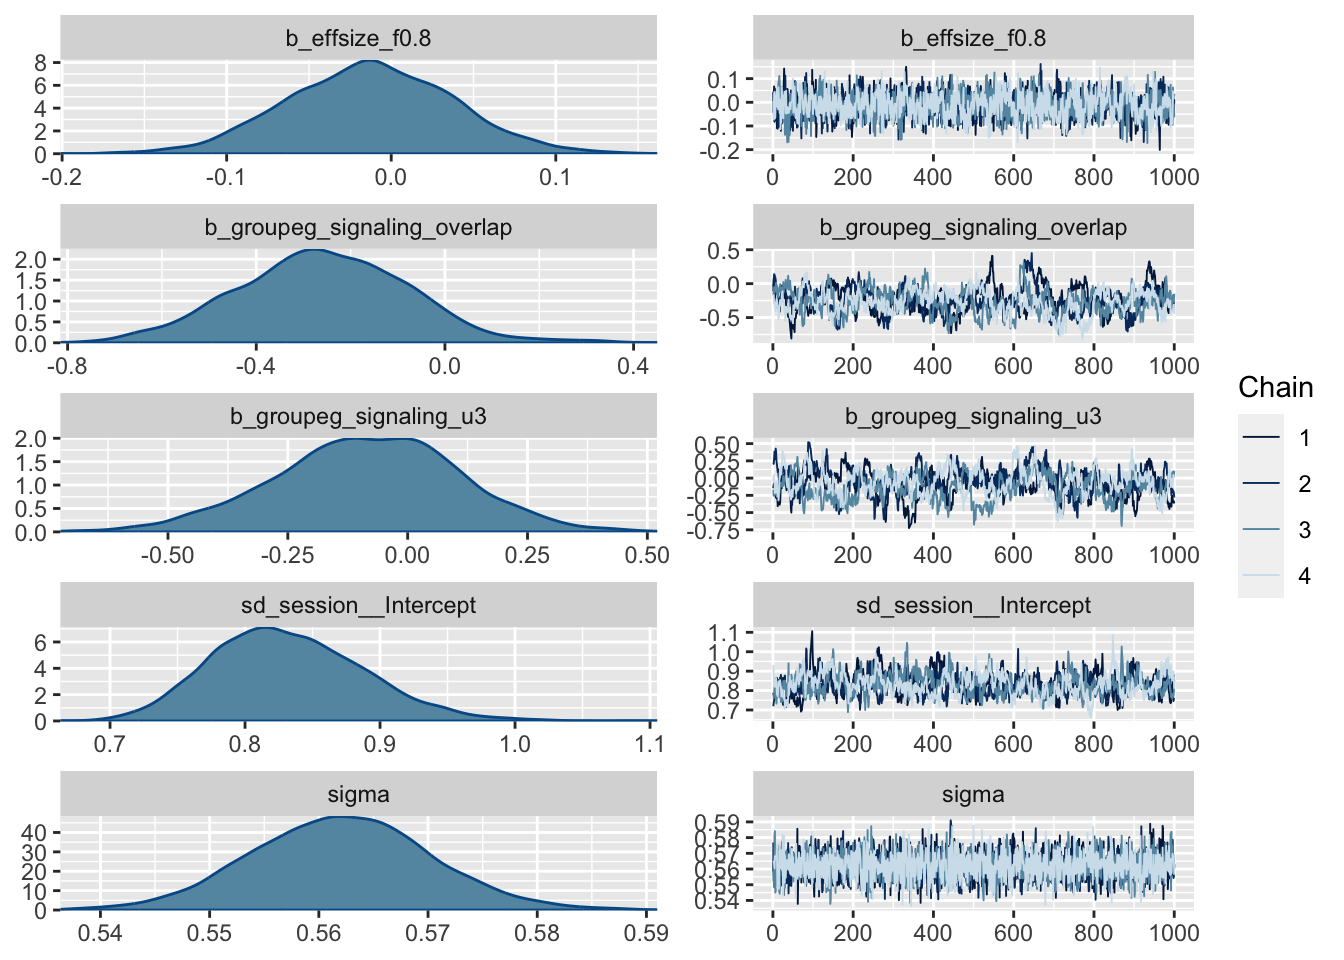 b_effsize_f0.8
8
6
4
2
0
-0.2 -0.1 0.0 0.1
b_effsize_f0.8
0.1
0.0
-0.1
-0.2
0 200 400 600 800 1000
b_groupeg_signaling_overlap
2.0
1.5
1.0
0.5
0.0
-0.8 -0.4 0.0 0.4
b_groupeg_signaling_overlap
0.5
0.0
-0.5
0 200 400 600 800 1000
b_groupeg_signaling_u3
2.0
1.5
1.0
0.5
0.0
-0.50 -0.25 0.00 0.25 0.50
b_groupeg_signaling_u3
0.50
0.25
0.00
-0.25
-0.50
-0.75
0 200 400 600 800 1000
sd_session__Intercept
6
4
2
0
0.7 0.8 0.9 1.0 1.1
sd_session__Intercept
1.1
1.0
0.9
0.8
0.7
0 200 400 600 800 1000
sigma
40
30
20
10
0
0.54 0.55 0.56 0.57 0.58 0.59
sigma
0.59
0.58
0.57
0.56
0.55
0.54
0 200 400 600 800 1000
Chain
1
2
3
4